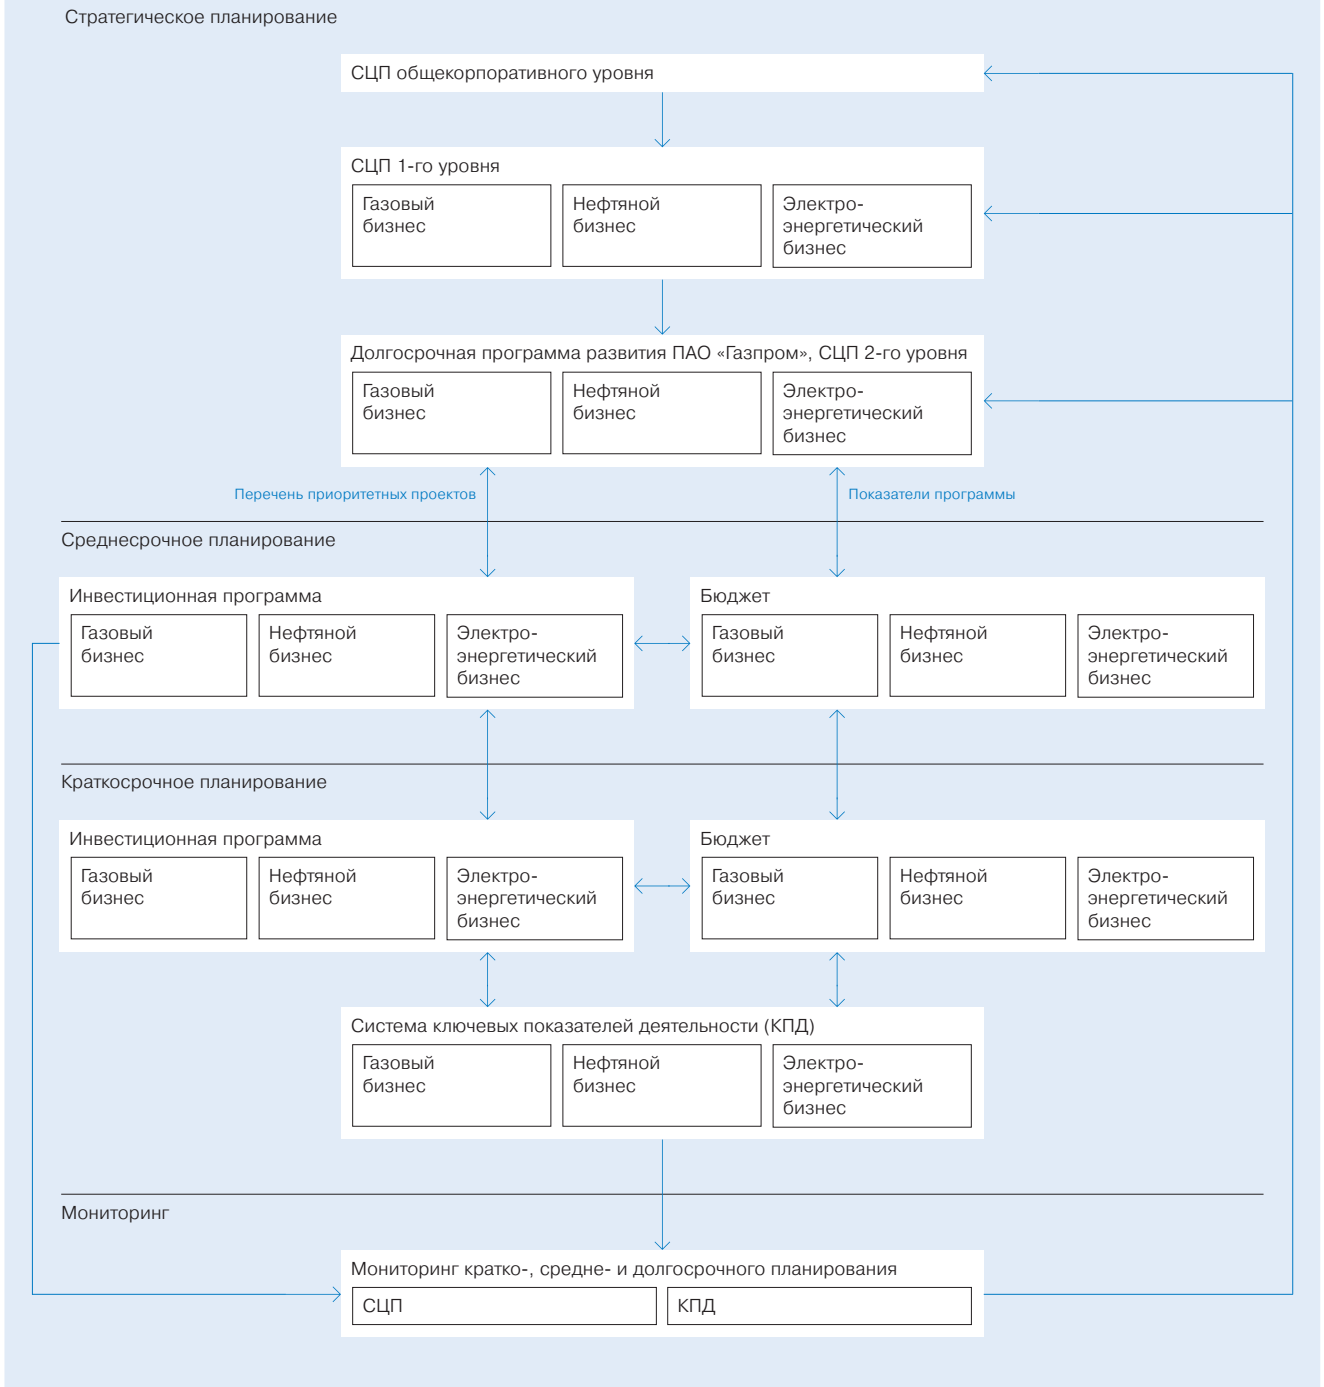 Стратегическое планирование
СЦП общекорпоративного уровня
СЦП 1-го уровня
Газовый
бизнес
Нефтяной
бизнес
Электро-
энергетический
бизнес
Долгосрочная программа развития ПАО «Газпром», СЦП 2-го уровня
Газовый
бизнес
Нефтяной
бизнес
Электро-
энергетический
бизнес
Перечень приоритетных проектов
Показатели программы
Среднесрочное планирование
Инвестиционная программа
Газовый
бизнес
Нефтяной
бизнес
Электро-
энергетический
бизнес
Бюджет
Газовый
бизнес
Нефтяной
бизнес
Электро-
энергетический
бизнес
Краткосрочное планирование
Инвестиционная программа
Газовый
бизнес
Нефтяной
бизнес
Электро-
энергетический
бизнес
Бюджет
Газовый
бизнес
Нефтяной
бизнес
Электро-
энергетический
бизнес
Система ключевых показателей деятельности (КПД)
Газовый
бизнес
Нефтяной
бизнес
Электро-
энергетический
бизнес
Мониторинг
Мониторинг кратко-, средне- и долгосрочного планирования
СЦП
КПД